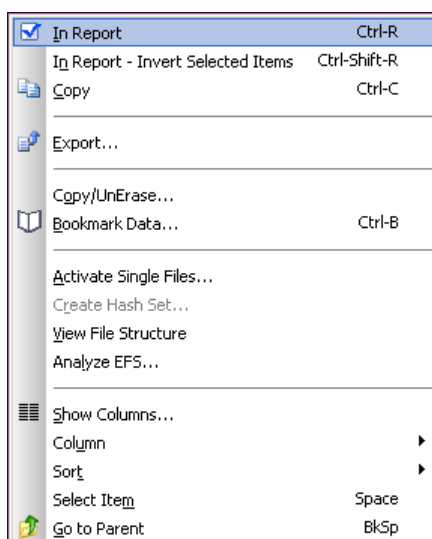 In Report Ctrl-R
In Report - Invert Selected Items Ctrl-Shift-R
Copy Ctrl-C
Export...
Copy/UnErase...
Bookmark Data... Ctrl-B
Activate Single Files...
Create Hash Set...
View File Structure
Analyze EFS...
Show Columns...
Column
Sort
Select Item Space
Go to Parent BkSp